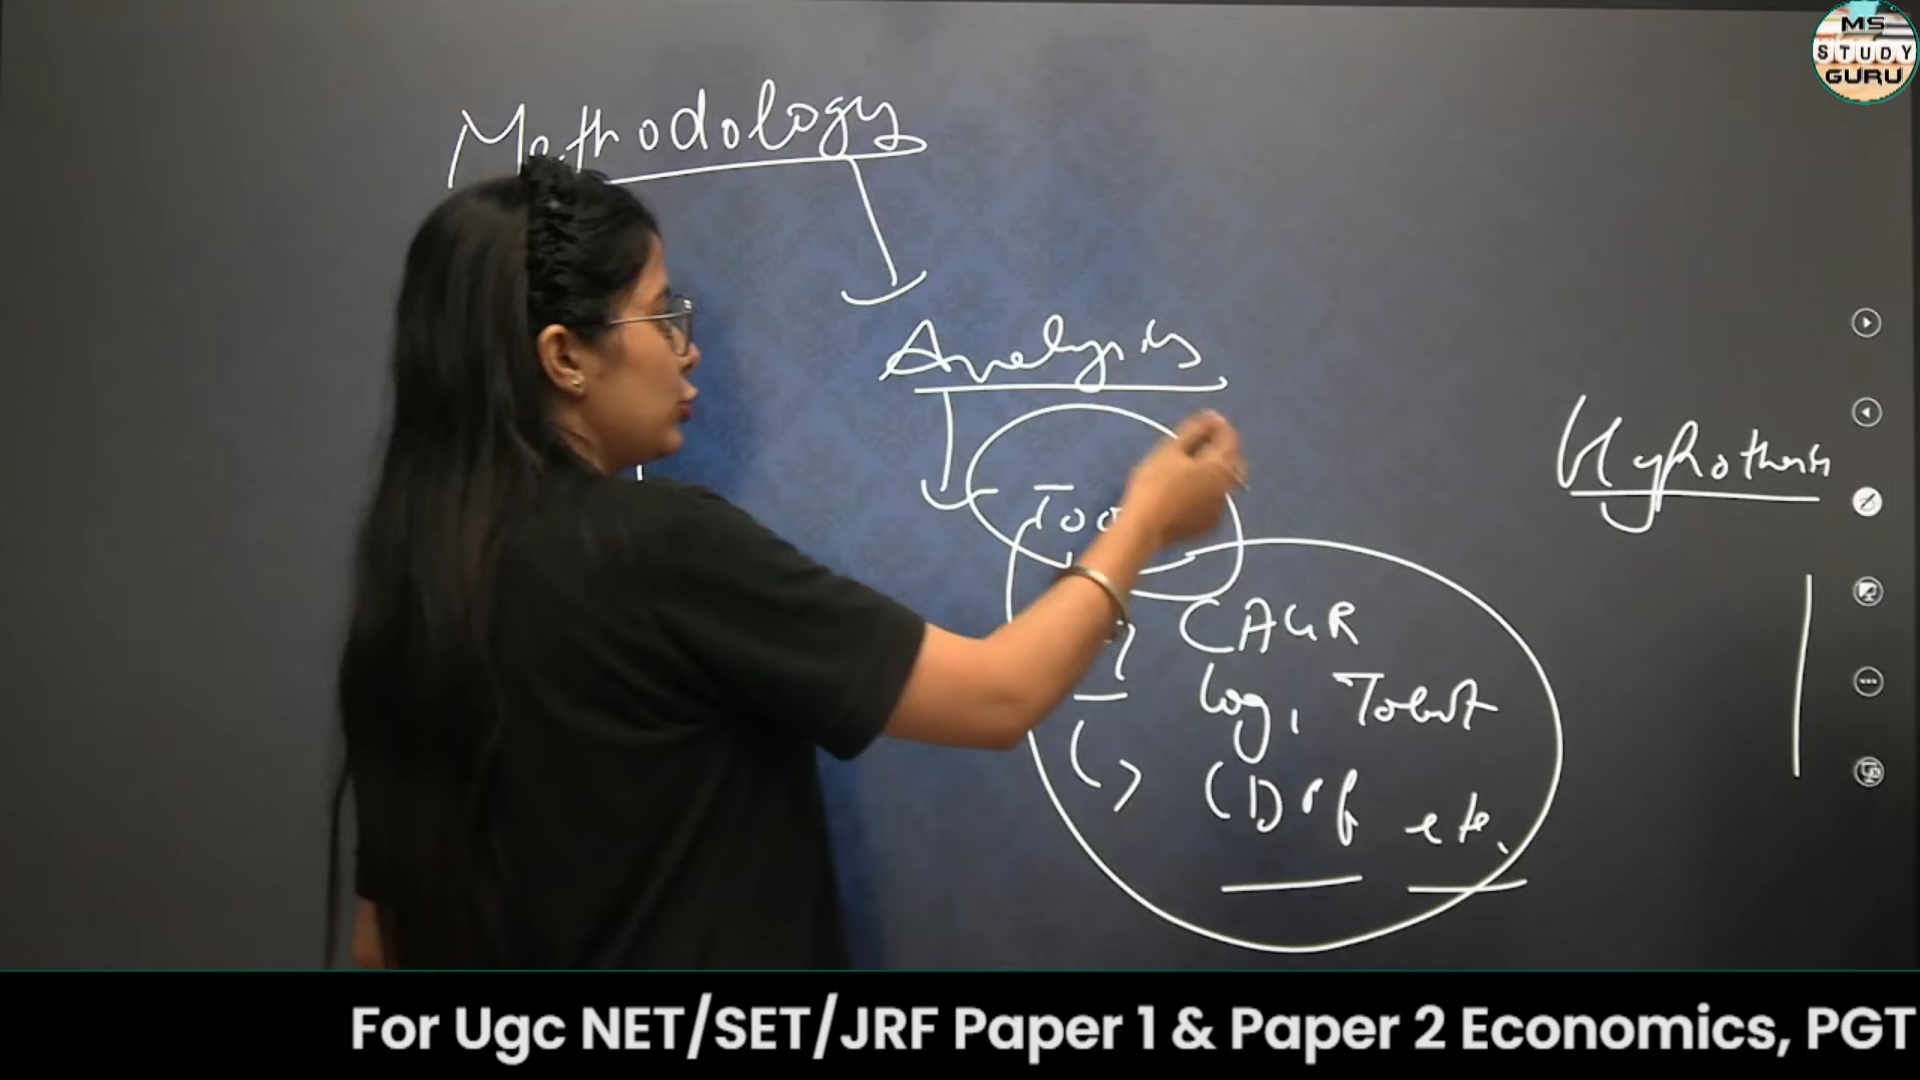 MS
STUDY
GURU
Methodology
Analysis
Hypothesis
CAGR
log, Tobit
etc.
For Ugc NET/SET/JRF Paper 1 & Paper 2 Economics, PGT